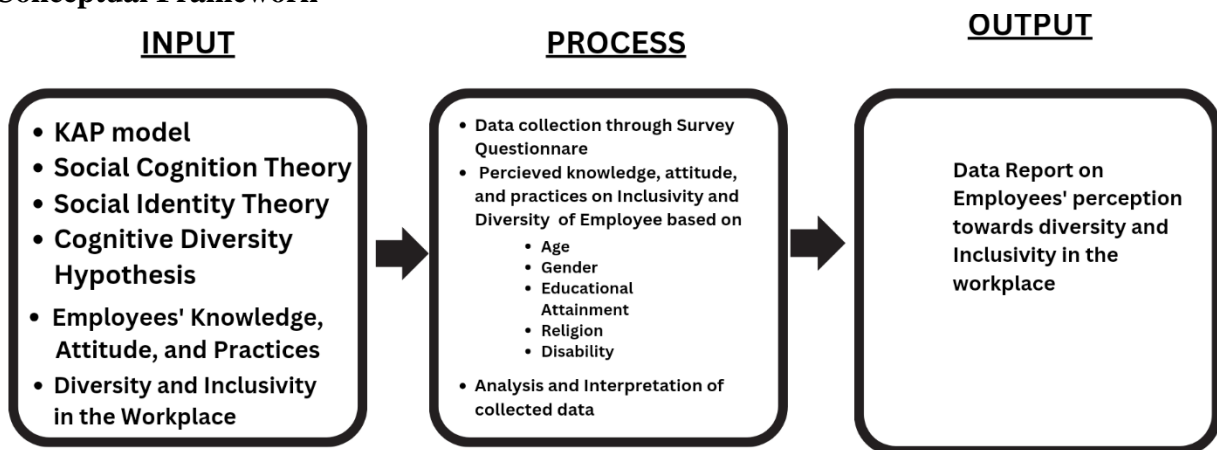 Conceptual Framework
INPUT
• KAP model
• Social Cognition Theory
• Social Identity Theory
• Cognitive Diversity
Hypothesis
• Employees' Knowledge,
Attitude, and Practices
• Diversity and Inclusivity
in the Workplace
PROCESS
• Data collection through Survey
Questionnare
• Percieved knowledge, attitude,
and practices on Inclusivity and
Diversity of Employee based on
• Age
• Gender
• Educational
Attainment
• Religion
• Disability
• Analysis and Interpretation of
collected data
OUTPUT
Data Report on
Employees' perception
towards diversity and
Inclusivity in the
workplace